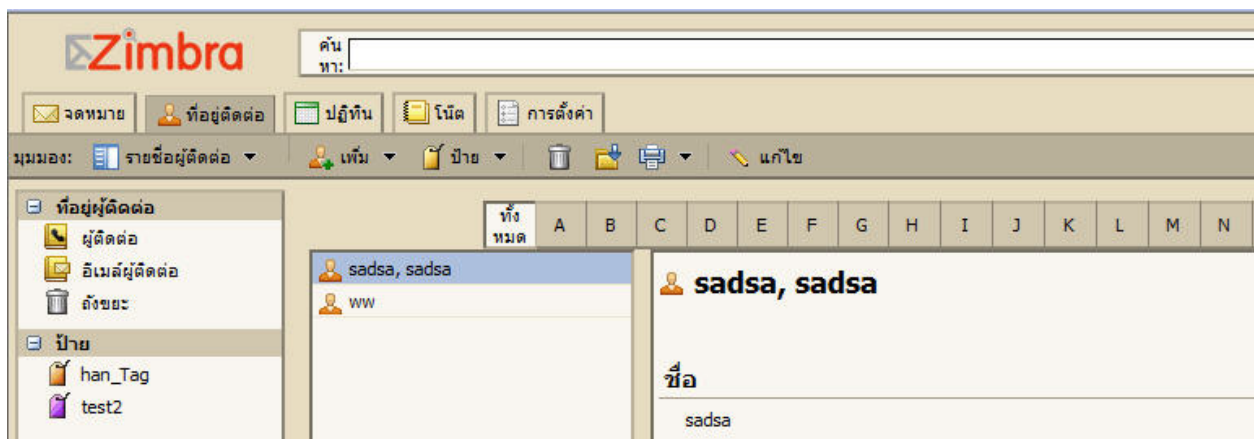 Zimbra
ค้น
หา:
จดหมาย ที่อยู่ติดต่อ ปฏิทิน โน๊ต การตั้งค่า
มุมมอง: รายชื่อผู้ติดต่อ เพิ่ม ป้าย แก้ไข
ที่อยู่ผู้ติดต่อ
ผู้ติดต่อ
อีเมล์ผู้ติดต่อ
ถังขยะ
ป้าย
han_Tag
test2
ทั้ง
หมด A B C D E F G H I J K L M N
sadsa, sadsa
ww
sadsa, sadsa
ชื่อ
sadsa